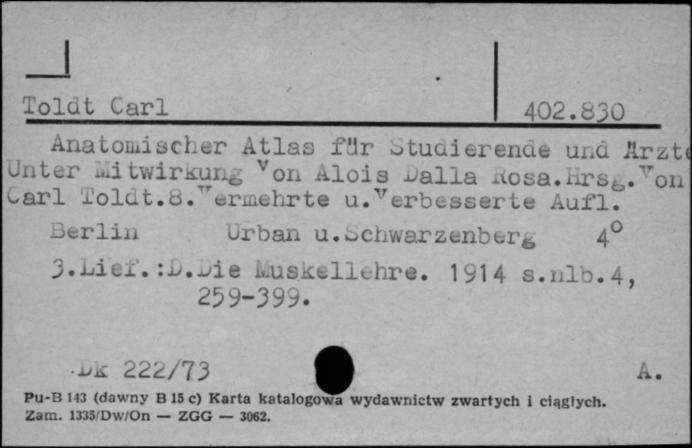 Toldt Carl
402.830
Anatomischer Atlas für Studierende und Ärzte
Unter Mitwirkung Von Alois Dalla Rosa.Hrsg.Von
Carl Toldt.8.Vermehrte u.Verbesserte Aufl.
Berlin Urban u.Schwarzenberg 4°
3.Lief.:D.Die Muskellehre. 1914 s.nlb.4,
259-399.
Dk 222/73 A.
Pu-B 143 (dawny B 15 c) Karta katalogowa wydawnictw zwartych i ciągłych.
Zam. 1335/Dw/On — ZGG — 3062.